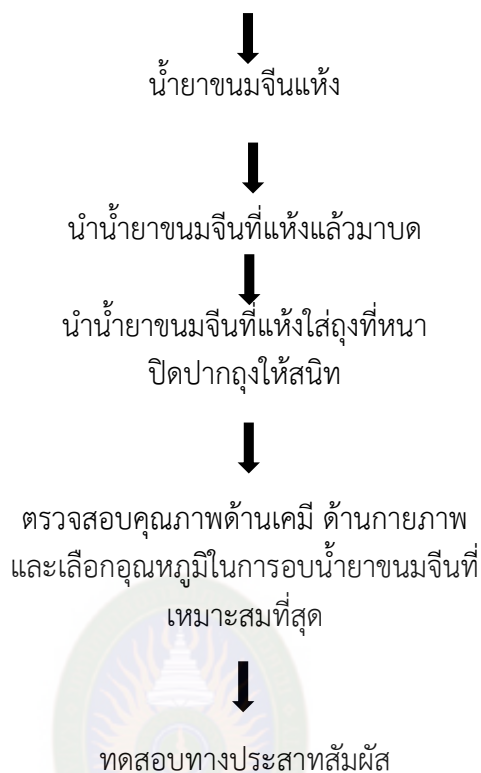 น้ำยาขนมจีนแห้ง
นำน้ำยาขนมจีนที่แห้งแล้วมาบด
นำน้ำยาขนมจีนที่แห้งใส่ถุงที่หนา
ปิดปากถุงให้สนิท
ตรวจสอบคุณภาพด้านเคมี ด้านกายภาพ
และเลือกอุณหภูมิในการอบน้ำยาขนมจีนที่
เหมาะสมที่สุด
ทดสอบทางประสาทสัมผัส